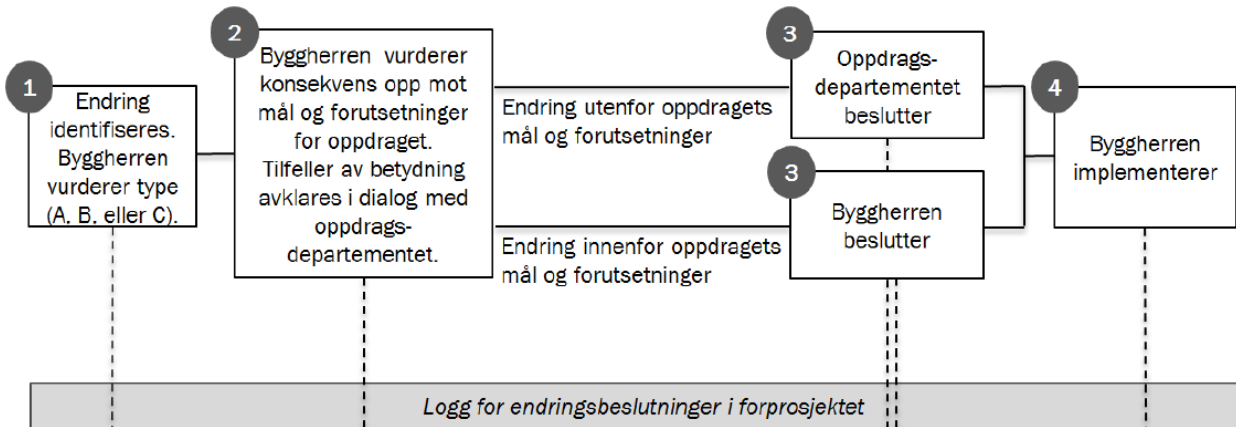 1
Endring
identifiseres.
Byggherren
vurderer type
(A, B, eller C).
2
Byggherren vurderer
konsekvens opp mot
mål og forutsetninger
for oppdraget.
Tilfeller av betydning
avklares i dialog med
oppdrags-
departementet.
Endring utenfor oppdragets
mål og forutsetninger
Endring innenfor oppdragets
mål og forutsetninger
3
Oppdrags-
departementet
beslutter
3
Byggherren
beslutter
4
Byggherren
implementerer
Logg for endringsbeslutninger i forprosjektet